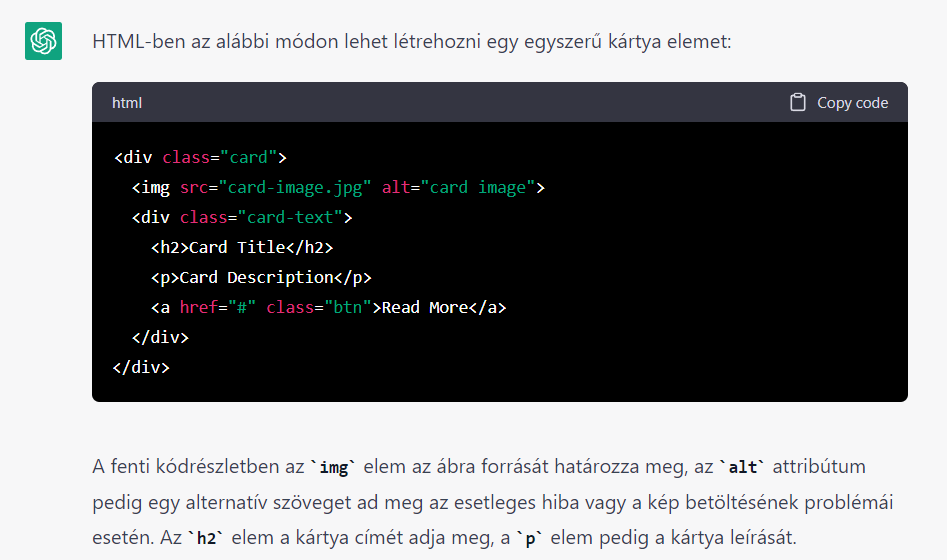 HTML-ben az alábbi módon lehet létrehozni egy egyszerű kártya elemet:
html
Copy code
<div class="card">
  <img src="card-image.jpg" alt="card image">
  <div class="card-text">
    <h2>Card Title</h2>
    <p>Card Description</p>
    <a href="#" class="btn">Read More</a>
  </div>
</div>
A fenti kódrészletben az `img` elem az ábra forrását határozza meg, az `alt` attribútum
pedig egy alternatív szöveget ad meg az esetleges hiba vagy a kép betöltésének problémái
esetén. Az `h2` elem a kártya címét adja meg, a `p` elem pedig a kártya leírását.